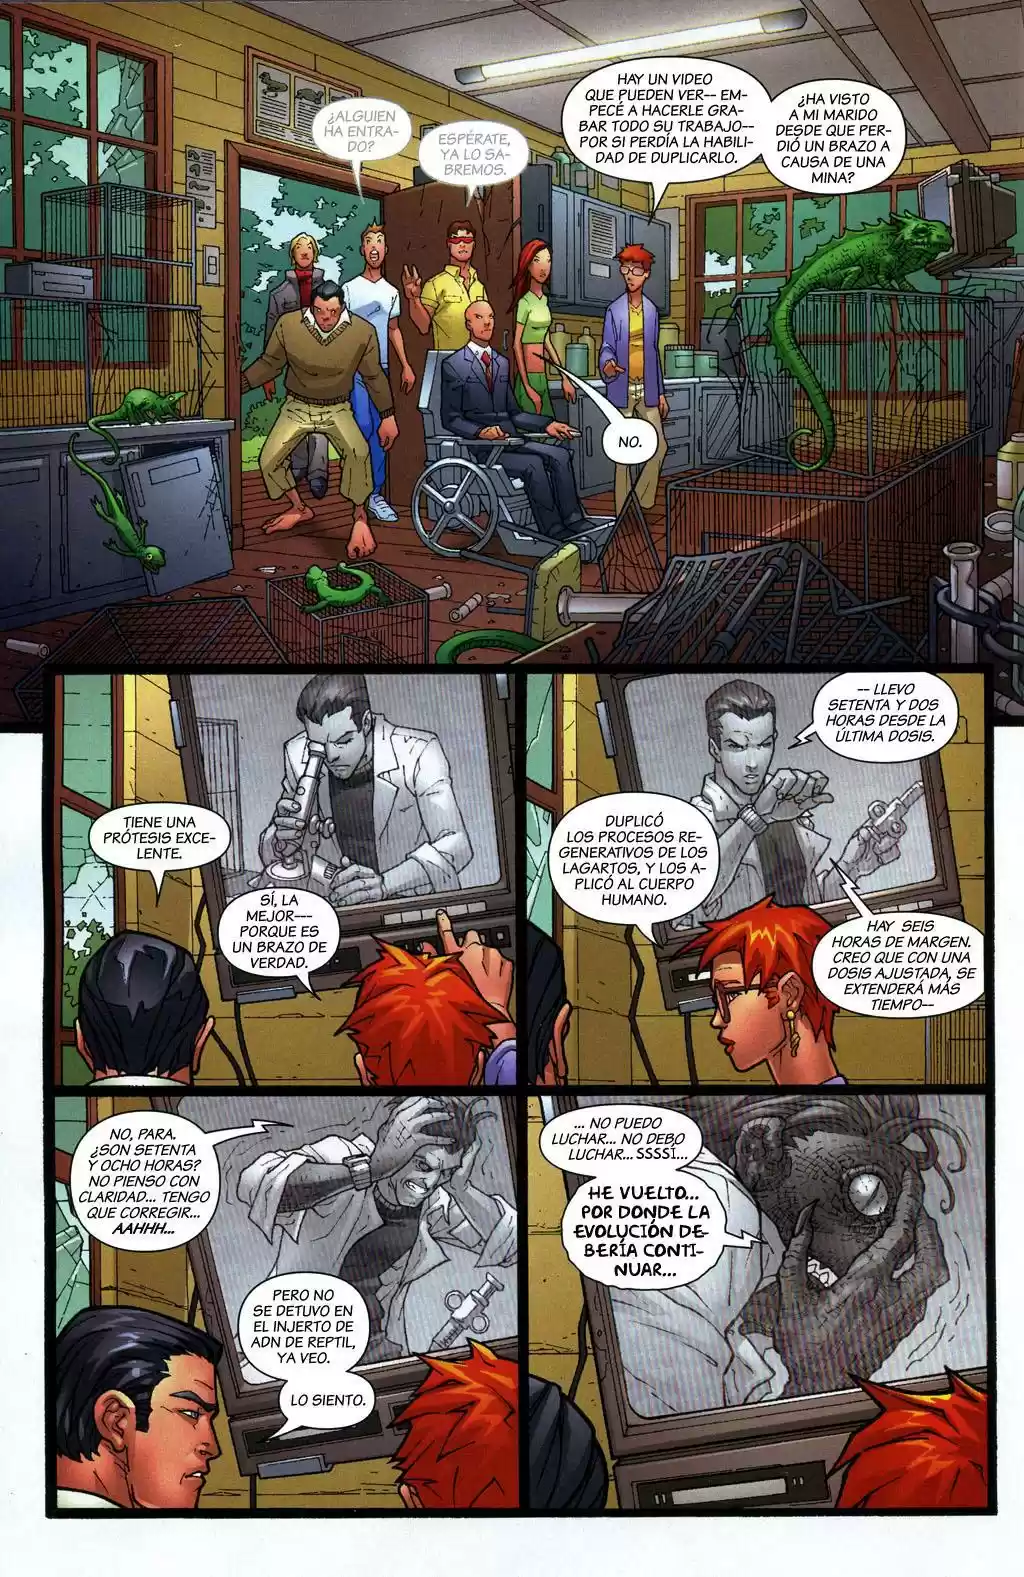 ¿ALGUIEN
HA ENTRA-
DO?
ESPÉRATE,
YA LO SA-
BREMOS.
HAY UN VIDEO
QUE PUEDEN VER-- EM-
PECÉ A HACERLE GRA-
BAR TODO SU TRABAJO--
POR SI PERDÍA LA HABILI-
DAD DE DUPLICARLO.
¿HA VISTO
A MI MARIDO
DESDE QUE PER-
DIÓ UN BRAZO A
CAUSA DE UNA
MINA?
NO.
TIENE UNA
PRÓTESIS EXCE-
LENTE.
SÍ, LA
MEJOR---
PORQUE ES
UN BRAZO DE
VERDAD.
-- LLEVO
SETENTA Y DOS
HORAS DESDE LA
ÚLTIMA DOSIS.
DUPLICÓ
LOS PROCESOS RE-
GENERATIVOS DE LOS
LAGARTOS, Y LOS A-
PLICÓ AL CUERPO
HUMANO.
HAY SEIS
HORAS DE MARGEN.
CREO QUE CON UNA
DOSIS AJUSTADA, SE
EXTENDERÁ MÁS
TIEMPO--
NO, PARA.
¿SON SETENTA
Y OCHO HORAS?
NO PIENSO CON
CLARIDAD... TENGO
QUE CORREGIR...
AAHHH...
PERO NO
SE DETUVO EN
EL INJERTO DE
ADN DE REPTIL,
YA VEO.
LO SIENTO.
... NO PUEDO
LUCHAR... NO DEBO
LUCHAR... SSSSÍ...
HE VUELTO...
POR DONDE LA
EVOLUCIÓN DE-
BERÍA CONTI-
NUAR...